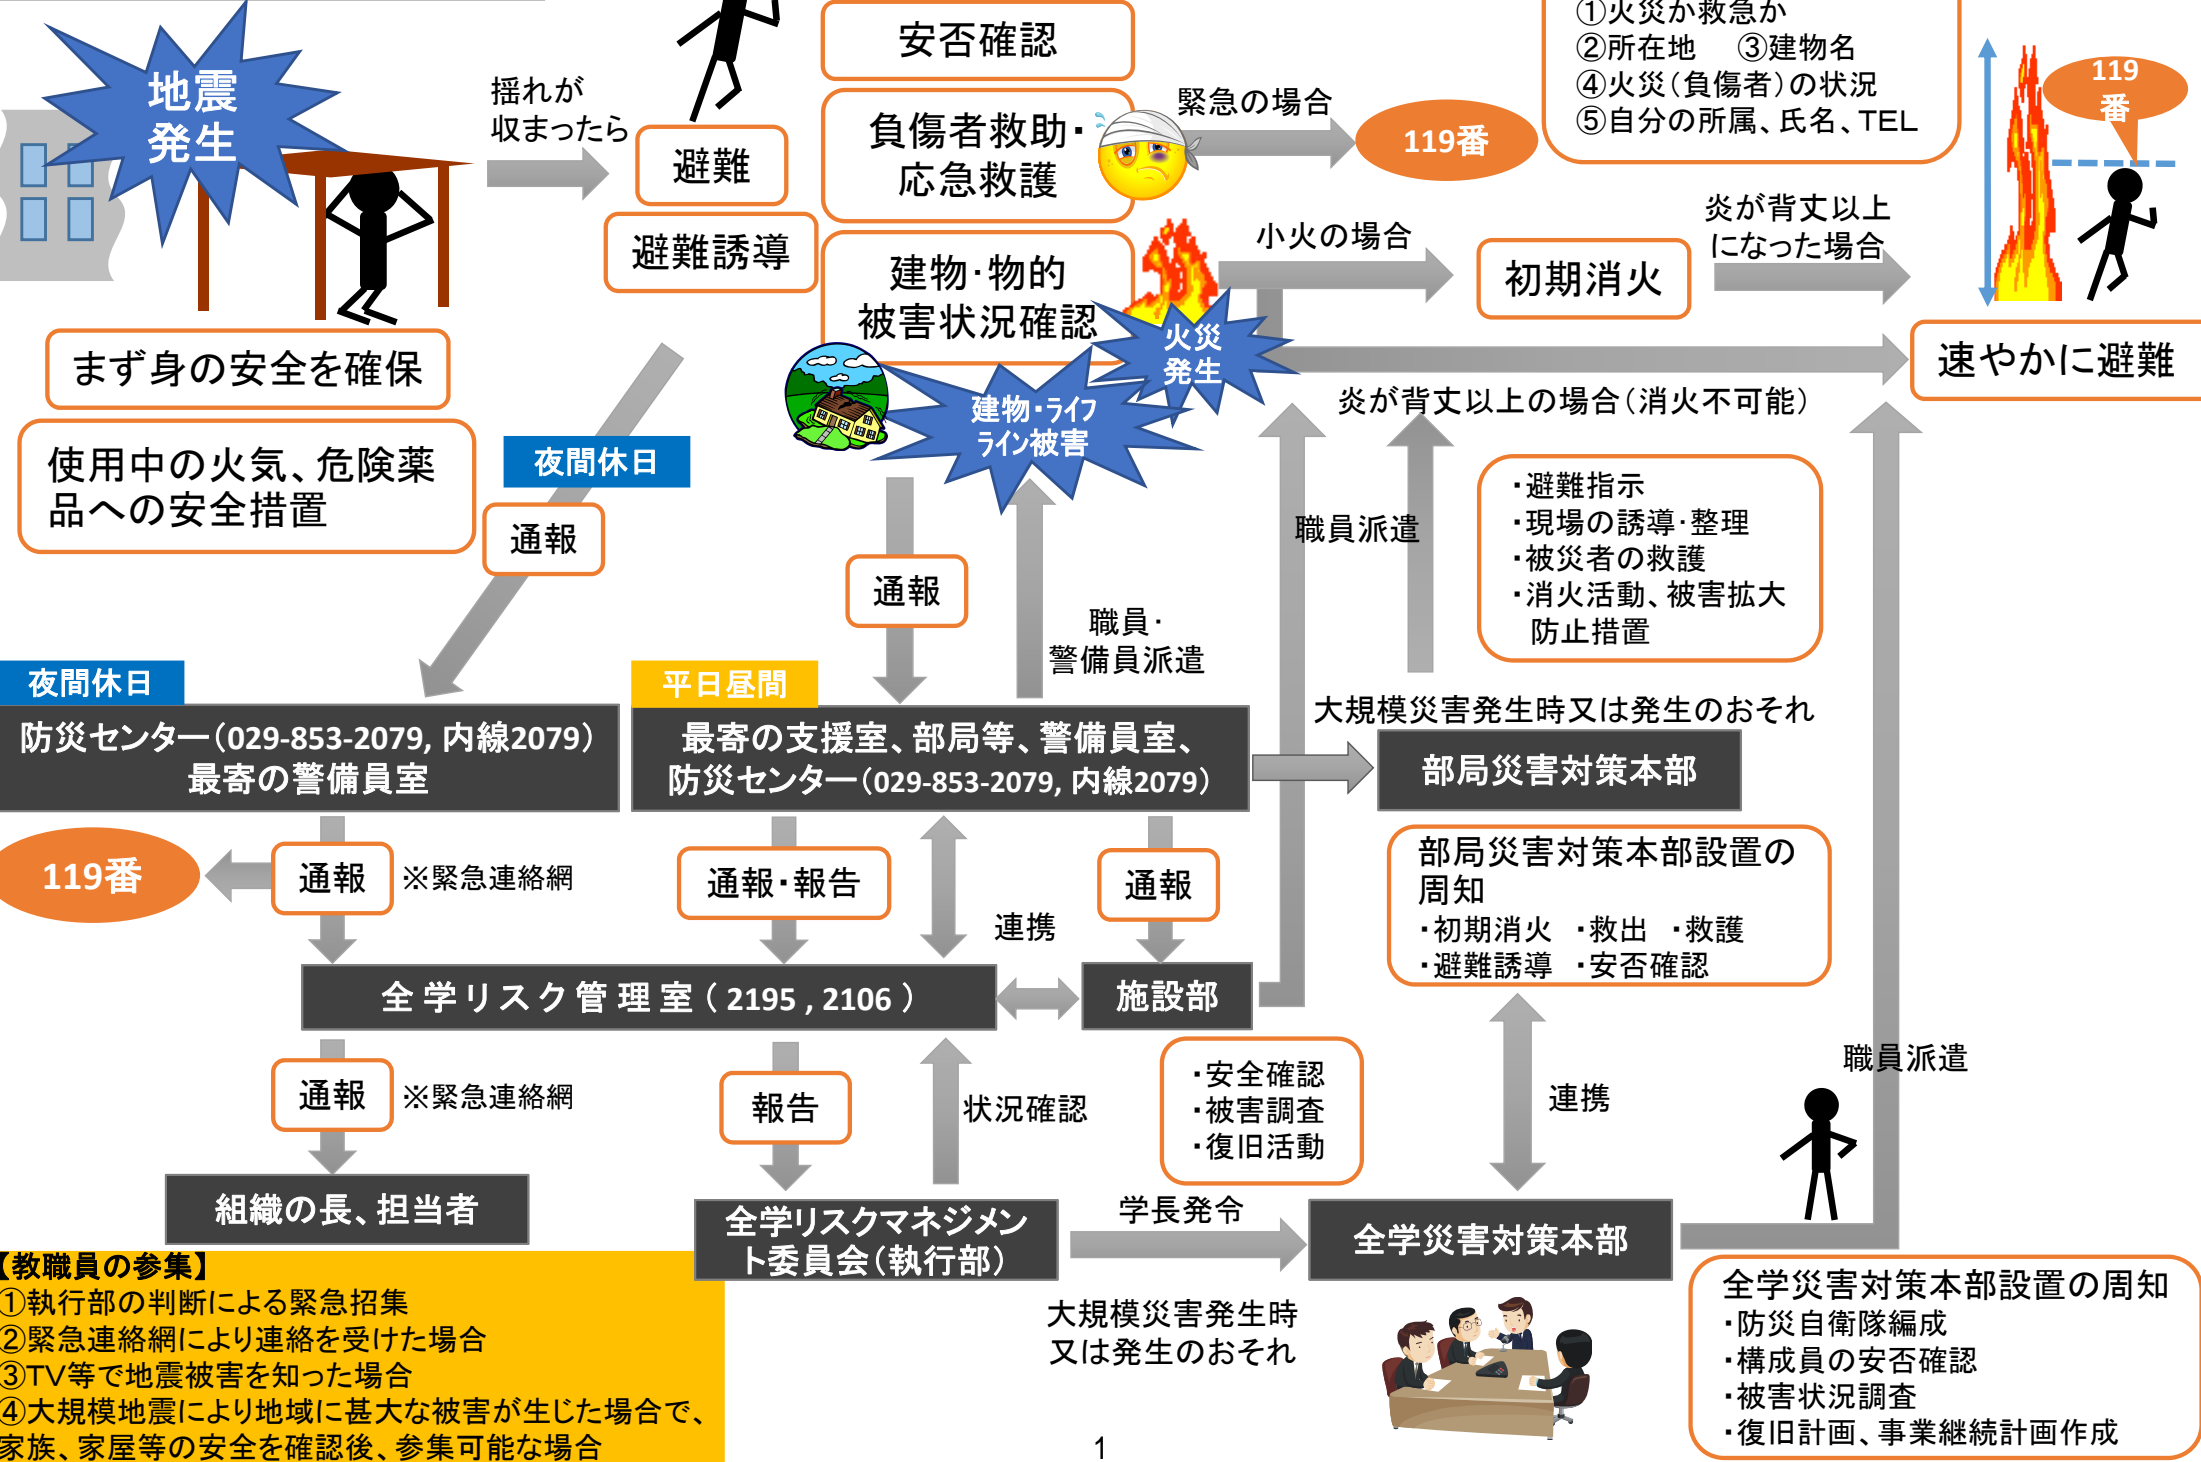 地震
発生
揺れが
収まったら
避難
避難誘導
安否確認
負傷者救助・
応急救護
建物・物的
被害状況確認
緊急の場合
119番
①火災か救急か
②所在地　③建物名
④火災（負傷者）の状況
⑤自分の所属、氏名、TEL
119
番
小火の場合
初期消火
炎が背丈以上
になった場合
火災
発生
速やかに避難
炎が背丈以上の場合（消火不可能）
まず身の安全を確保
使用中の火気、危険薬
品への安全措置
建物・ライフ
ライン被害
夜間休日
通報
通報
職員・
警備員派遣
職員派遣
・避難指示
・現場の誘導・整理
・被災者の救護
・消火活動、被害拡大
防止措置
夜間休日
防災センター（029-853-2079, 内線2079）
最寄の警備員室
平日昼間
最寄の支援室、部局等、警備員室、
防災センター（029-853-2079, 内線2079）
大規模災害発生時又は発生のおそれ
部局災害対策本部
119番
通報
※緊急連絡網
通報・報告
連携
通報
部局災害対策本部設置の
周知
・初期消火　・救出　・救護
・避難誘導　・安否確認
全学リスク管理室（2195 , 2106 ）
施設部
通報
※緊急連絡網
報告
状況確認
・安全確認
・被害調査
・復旧活動
連携
職員派遣
組織の長、担当者
全学リスクマネジメン
ト委員会（執行部）
学長発令
全学災害対策本部
大規模災害発生時
又は発生のおそれ
【教職員の参集】
①執行部の判断による緊急招集
②緊急連絡網により連絡を受けた場合
③TV等で地震被害を知った場合
④大規模地震により地域に甚大な被害が生じた場合で、
家族、家屋等の安全を確認後、参集可能な場合
全学災害対策本部設置の周知
・防災自衛隊編成
・構成員の安否確認
・被害状況調査
・復旧計画、事業継続計画作成
1